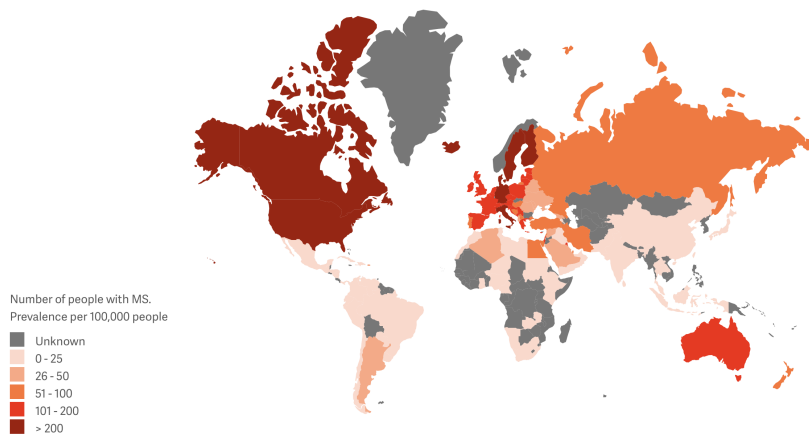 Number of people with MS.
Prevalence per 100,000 people
Unknown
0 - 25
26 - 50
51 - 100
101 - 200
> 200